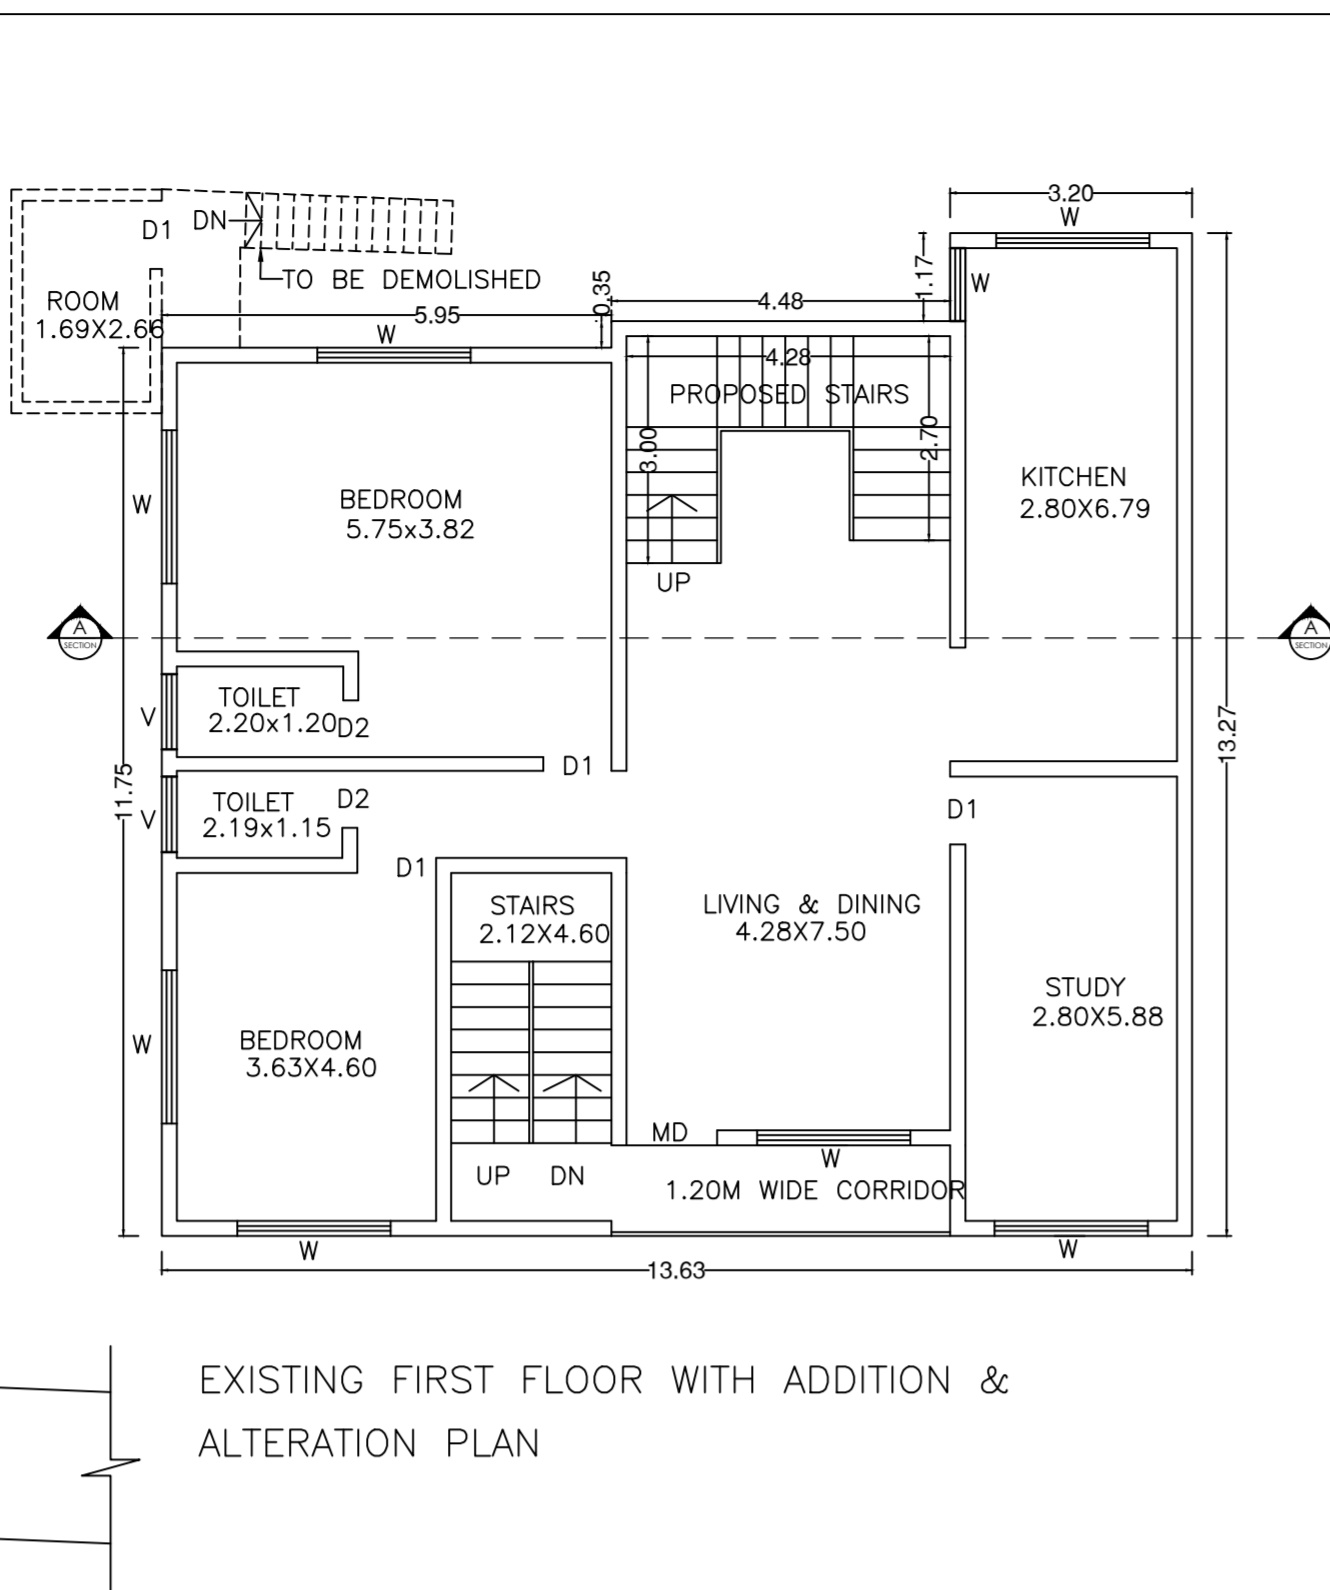 3.20
W
D1
DN
TO BE DEMOLISHED
1.17
W
0.35
4.48
ROOM
1.69X2.66
5.95
W
4.28
PROPOSED STAIRS
3.00
2.70
KITCHEN
2.80X6.79
BEDROOM
5.75x3.82
W
UP
A
SECTION
A
SECTION
TOILET
2.20x1.20
D2
V
13.27
D1
11.75
TOILET
2.19x1.15
D2
V
D1
D1
STAIRS
2.12X4.60
LIVING & DINING
4.28X7.50
STUDY
2.80X5.88
BEDROOM
3.63X4.60
W
MD
W
UP DN
1.20M WIDE CORRIDOR
W
W
13.63
EXISTING FIRST FLOOR WITH ADDITION &
ALTERATION PLAN